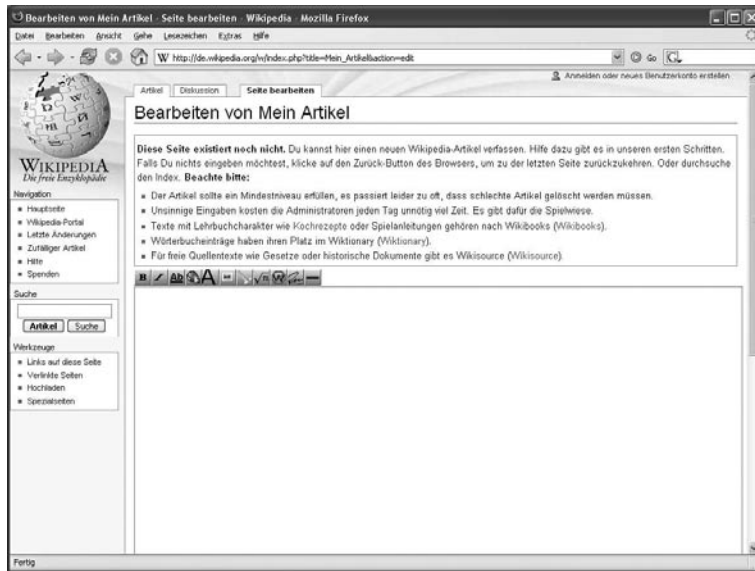 Bearbeiten von Mein Artikel - Seite bearbeiten - Wikipedia - Mozilla Firefox
Datei Bearbeiten Ansicht Gehe Lesezeichen Extras Hilfe
W http://de.wikipedia.org/w/index.php?title=Mein_Artikel&action=edit Go G
Anmelden oder neues Benutzerkonto erstellen
Artikel Diskussion Seite bearbeiten
Bearbeiten von Mein Artikel
Diese Seite existiert noch nicht. Du kannst hier einen neuen Wikipedia-Artikel verfassen. Hilfe dazu gibt es in unseren ersten Schritten.
Falls Du nichts eingeben möchtest, klicke auf den Zurück-Button des Browsers, um zu der letzten Seite zurückzukehren. Oder durchsuche
den Index. Beachte bitte:
Der Artikel sollte ein Mindestniveau erfüllen, es passiert leider zu oft, dass schlechte Artikel gelöscht werden müssen.
Unsinnige Eingaben kosten die Administratoren jeden Tag unnötig viel Zeit. Es gibt dafür die Spielwiese.
Texte mit Lehrbuchcharakter wie Kochrezepte oder Spielanleitungen gehören nach Wikibooks (Wikibooks).
Wörterbucheinträge haben ihren Platz im Wiktionary (Wiktionary).
Für freie Quellentexte wie Gesetze oder historische Dokumente gibt es Wikisource (Wikisource).
B I Ab A √n W
WIKIPEDIA
Die freie Enzyklopädie
Navigation
Hauptseite
Wikipedia-Portal
Letzte Änderungen
Zufälliger Artikel
Hilfe
Spenden
Suche
Artikel Suche
Werkzeuge
Links auf diese Seite
Verlinkte Seiten
Hochladen
Spezialseiten
Fertig